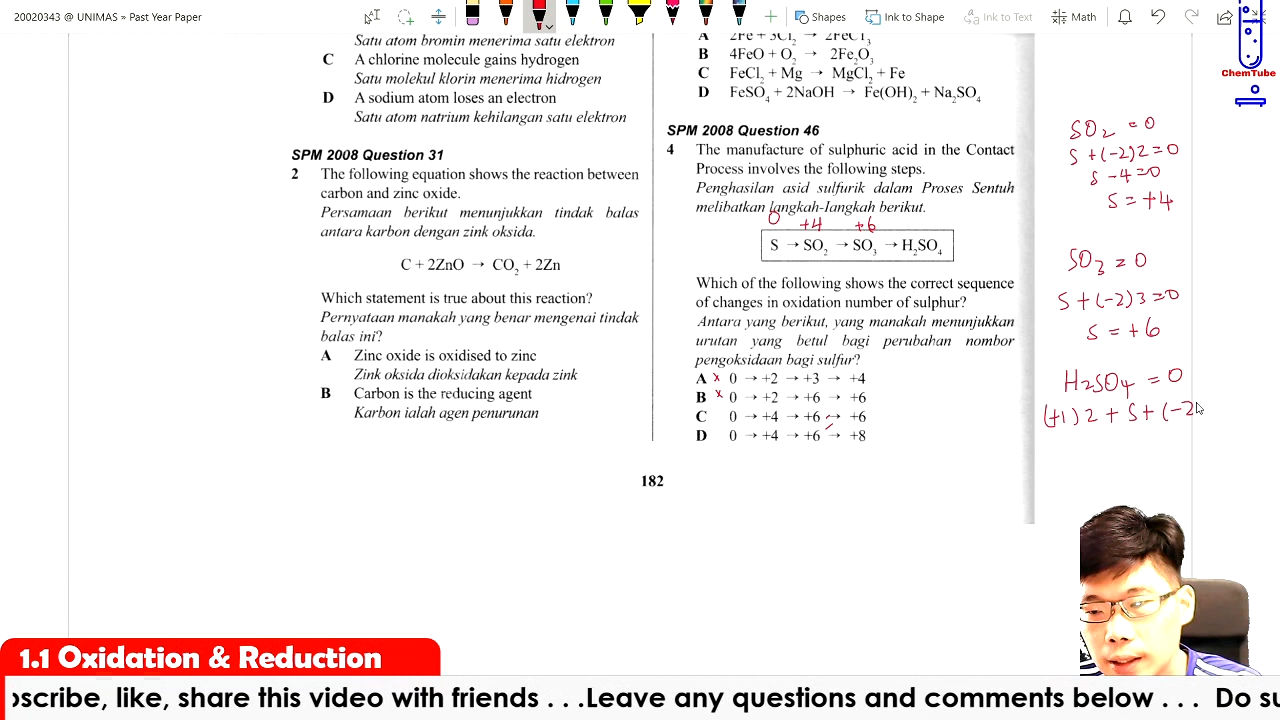 20020343 @ UNIMAS » Past Year Paper
Shapes
Ink to Shape
Ink to Text
Math
ChemTube
Satu atom bromin menerima satu elektron
C A chlorine molecule gains hydrogen
Satu molekul klorin menerima hidrogen
D A sodium atom loses an electron
Satu atom natrium kehilangan satu elektron
SPM 2008 Question 31
2 The following equation shows the reaction between
carbon and zinc oxide.
Persamaan berikut menunjukkan tindak balas
antara karbon dengan zink oksida.
C + 2ZnO → CO₂ + 2Zn
Which statement is true about this reaction?
Pernyataan manakah yang benar mengenai tindak
balas ini?
A Zinc oxide is oxidised to zinc
Zink oksida dioksidakan kepada zink
B Carbon is the reducing agent
Karbon ialah agen penurunan
A 2Fe + 3Cl₂ → 2FeCl₃
B 4FeO + O₂ → 2Fe₂O₃
C FeCl₂ + Mg → MgCl₂ + Fe
D FeSO₄ + 2NaOH → Fe(OH)₂ + Na₂SO₄
SPM 2008 Question 46
4 The manufacture of sulphuric acid in the Contact
Process involves the following steps.
Penghasilan asid sulfurik dalam Proses Sentuh
melibatkan langkah-langkah berikut.
0 +4 +6
S → SO₂ → SO₃ → H₂SO₄
Which of the following shows the correct sequence
of changes in oxidation number of sulphur?
Antara yang berikut, yang manakah menunjukkan
urutan yang betul bagi perubahan nombor
pengoksidaan bagi sulfur?
A x 0 → +2 → +3 → +4
B x 0 → +2 → +6 → +6
C 0 → +4 → +6 → +6
D 0 → +4 → +6 → +8
182
SO₂ = 0
S + (-2)2 = 0
S - 4 = 0
S = +4
SO₃ = 0
S + (-2)3 = 0
S = +6
H₂SO₄ = 0
(+1)2 + S + (-2
1.1 Oxidation & Reduction
bscribe, like, share this video with friends . . .Leave any questions and comments below . . . Do su